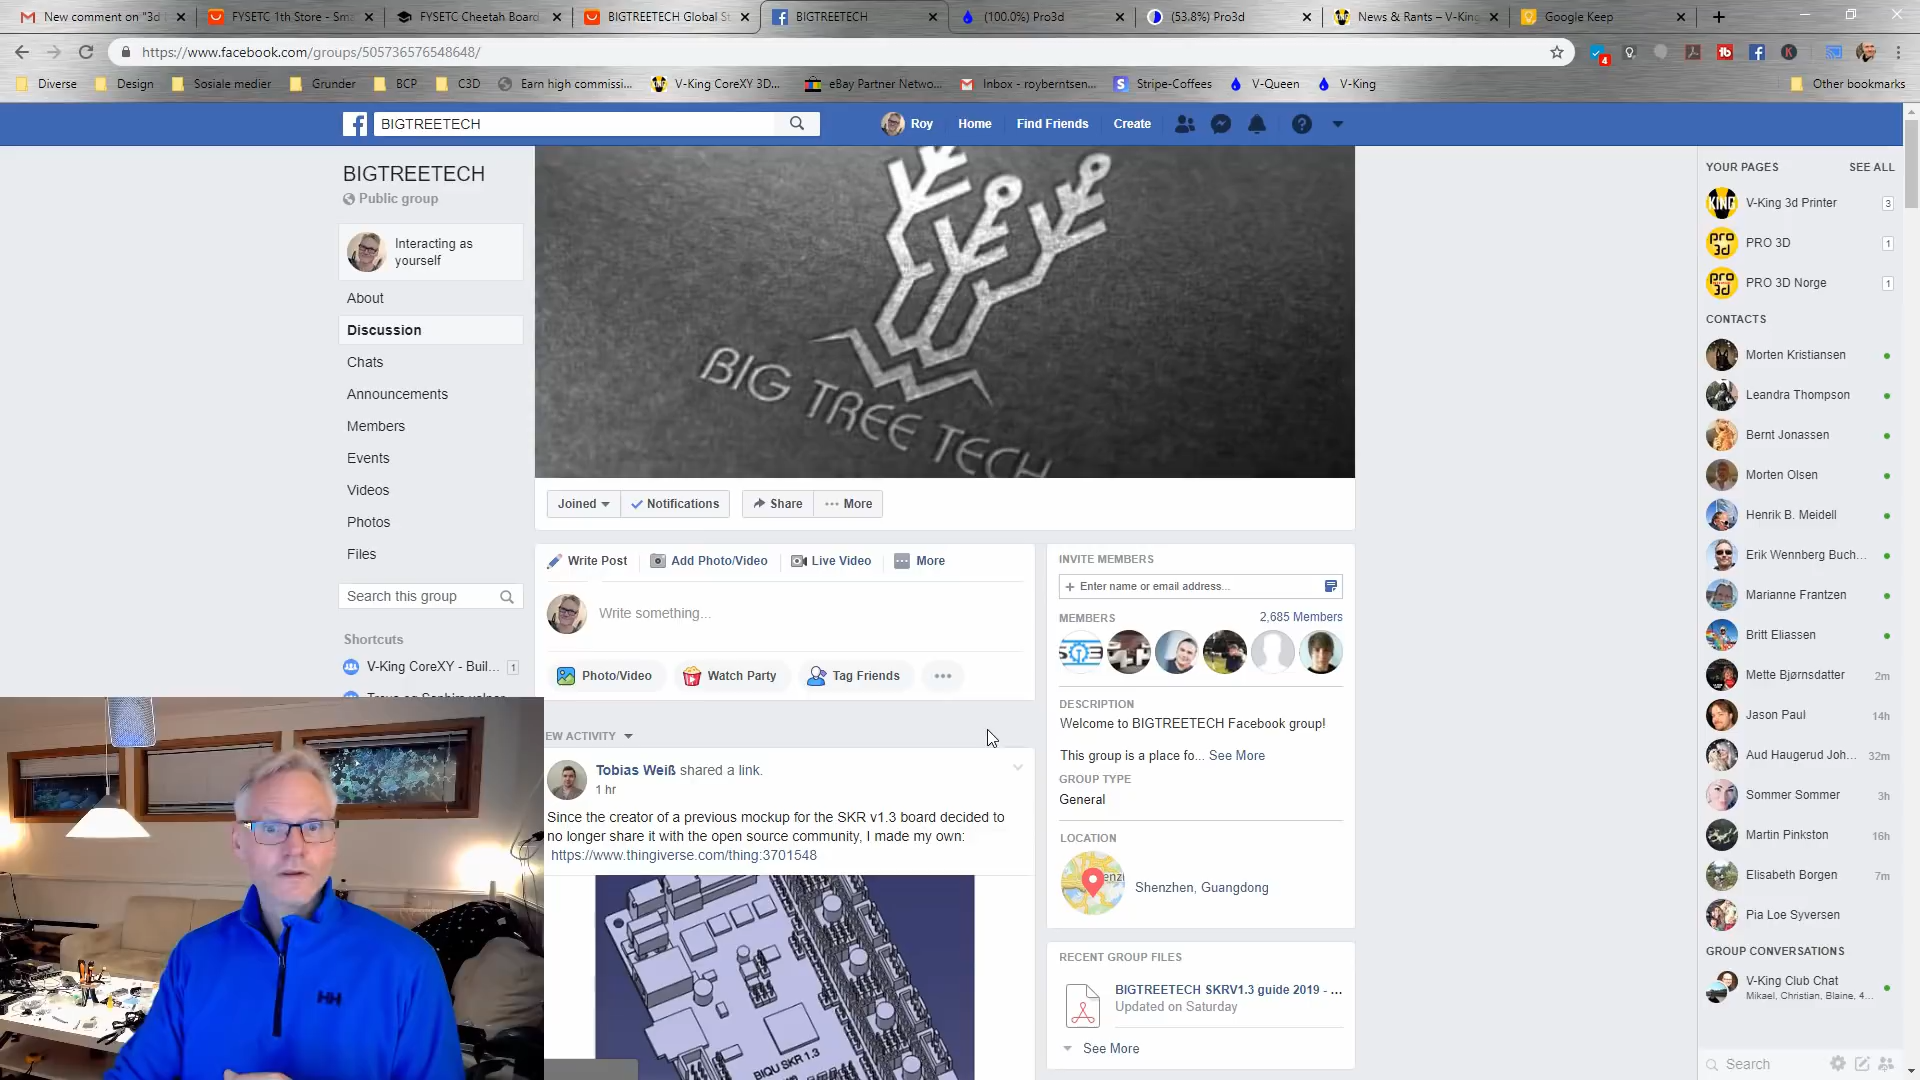 New comment on "3d
FYSETC 1th Store - Sma
FYSETC Cheetah Board
BIGTREETECH Global St
BIGTREETECH
(100.0%) Pro3d
(53.8%) Pro3d
News & Rants – V-King
Google Keep
https://www.facebook.com/groups/505736576548648/
4
Diverse
Design
Sosiale medier
Grunder
BCP
C3D
Earn high commissi...
V-King CoreXY 3D...
eBay Partner Netwo...
Inbox - royberntsen...
Stripe-Coffees
V-Queen
V-King
Other bookmarks
BIGTREETECH
Roy
Home
Find Friends
Create
BIGTREETECH
Public group
Interacting as
yourself
About
Discussion
Chats
Announcements
Members
Events
Videos
Photos
Files
Search this group
Shortcuts
V-King CoreXY - Buil... 1
BIG TREE TECH
Joined
Notifications
Share
More
Write Post
Add Photo/Video
Live Video
More
Write something...
Photo/Video
Watch Party
Tag Friends
EW ACTIVITY
Tobias Weiß shared a link.
1 hr
Since the creator of a previous mockup for the SKR v1.3 board decided to
no longer share it with the open source community, I made my own:
https://www.thingiverse.com/thing:3701548
BIQU SKR 1.3
HH
INVITE MEMBERS
+ Enter name or email address...
MEMBERS
2,685 Members
DESCRIPTION
Welcome to BIGTREETECH Facebook group!
This group is a place fo... See More
GROUP TYPE
General
LOCATION
Shenzhen, Guangdong
RECENT GROUP FILES
BIGTREETECH SKRV1.3 guide 2019 - ...
Updated on Saturday
See More
YOUR PAGES
SEE ALL
KING
V-King 3d Printer
3
pro 3d
PRO 3D
1
pro 3d
PRO 3D Norge
1
CONTACTS
Morten Kristiansen
Leandra Thompson
Bernt Jonassen
Morten Olsen
Henrik B. Meidell
Erik Wennberg Buch...
Marianne Frantzen
Britt Eliassen
Mette Bjørnsdatter 2m
Jason Paul 14h
Aud Haugerud Joh... 32m
Sommer Sommer 3h
Martin Pinkston 16h
Elisabeth Borgen 7m
Pia Loe Syversen
GROUP CONVERSATIONS
V-King Club Chat
Mikael, Christian, Blaine, 4...
Search